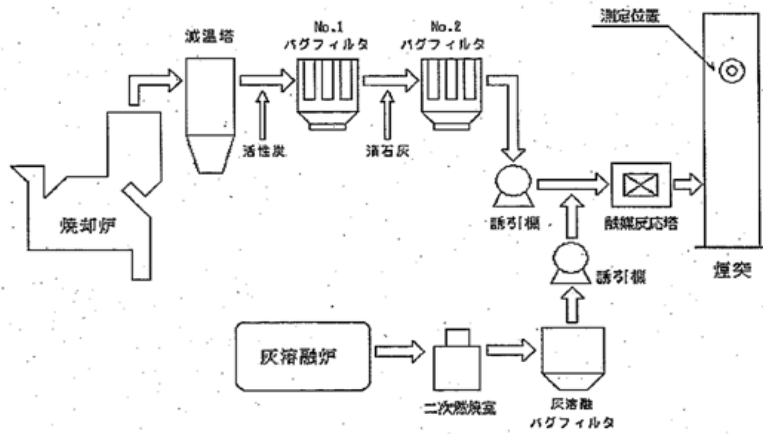 測定位置
減温塔
No.1
バグフィルタ
No.2
バグフィルタ
活性炭
消石灰
焼却炉
誘引機
触媒反応塔
煙突
誘引機
灰溶融炉
二次燃焼室
灰溶融
バグフィルタ